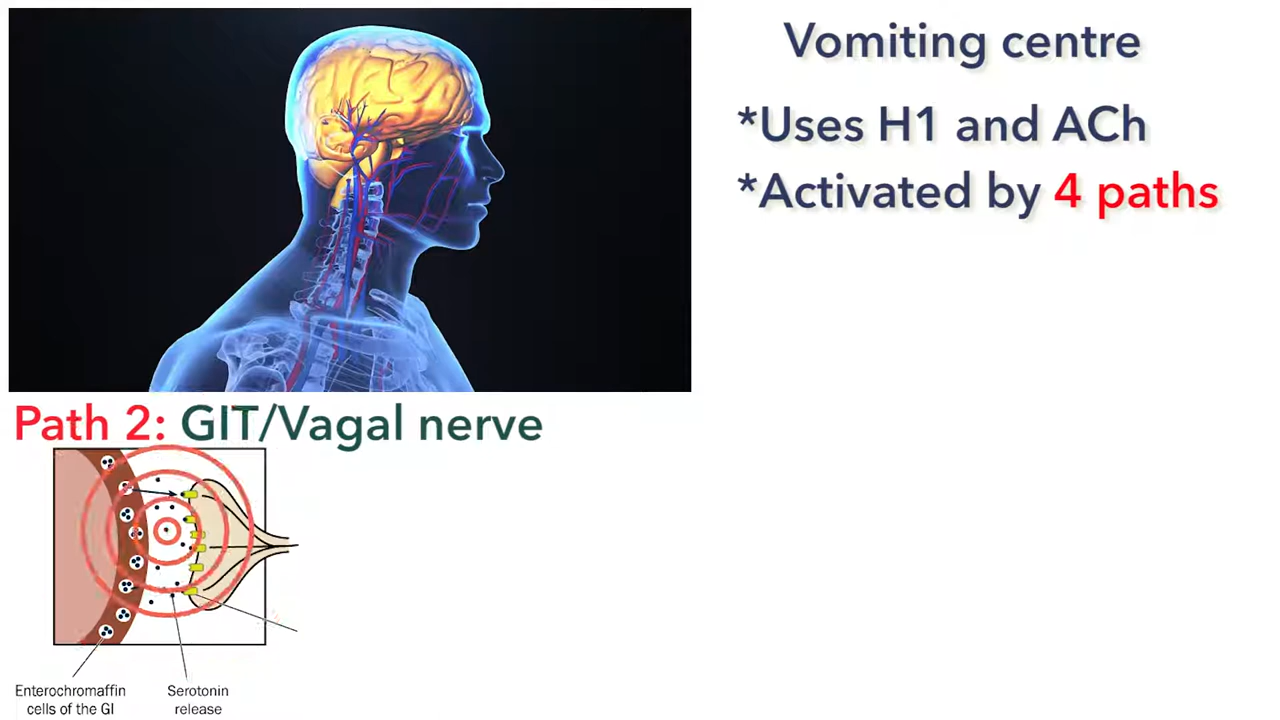 Vomiting centre
*Uses H1 and ACh
*Activated by 4 paths
Path 2: GIT/Vagal nerve
Enterochromaffin
cells of the GI
Serotonin
release